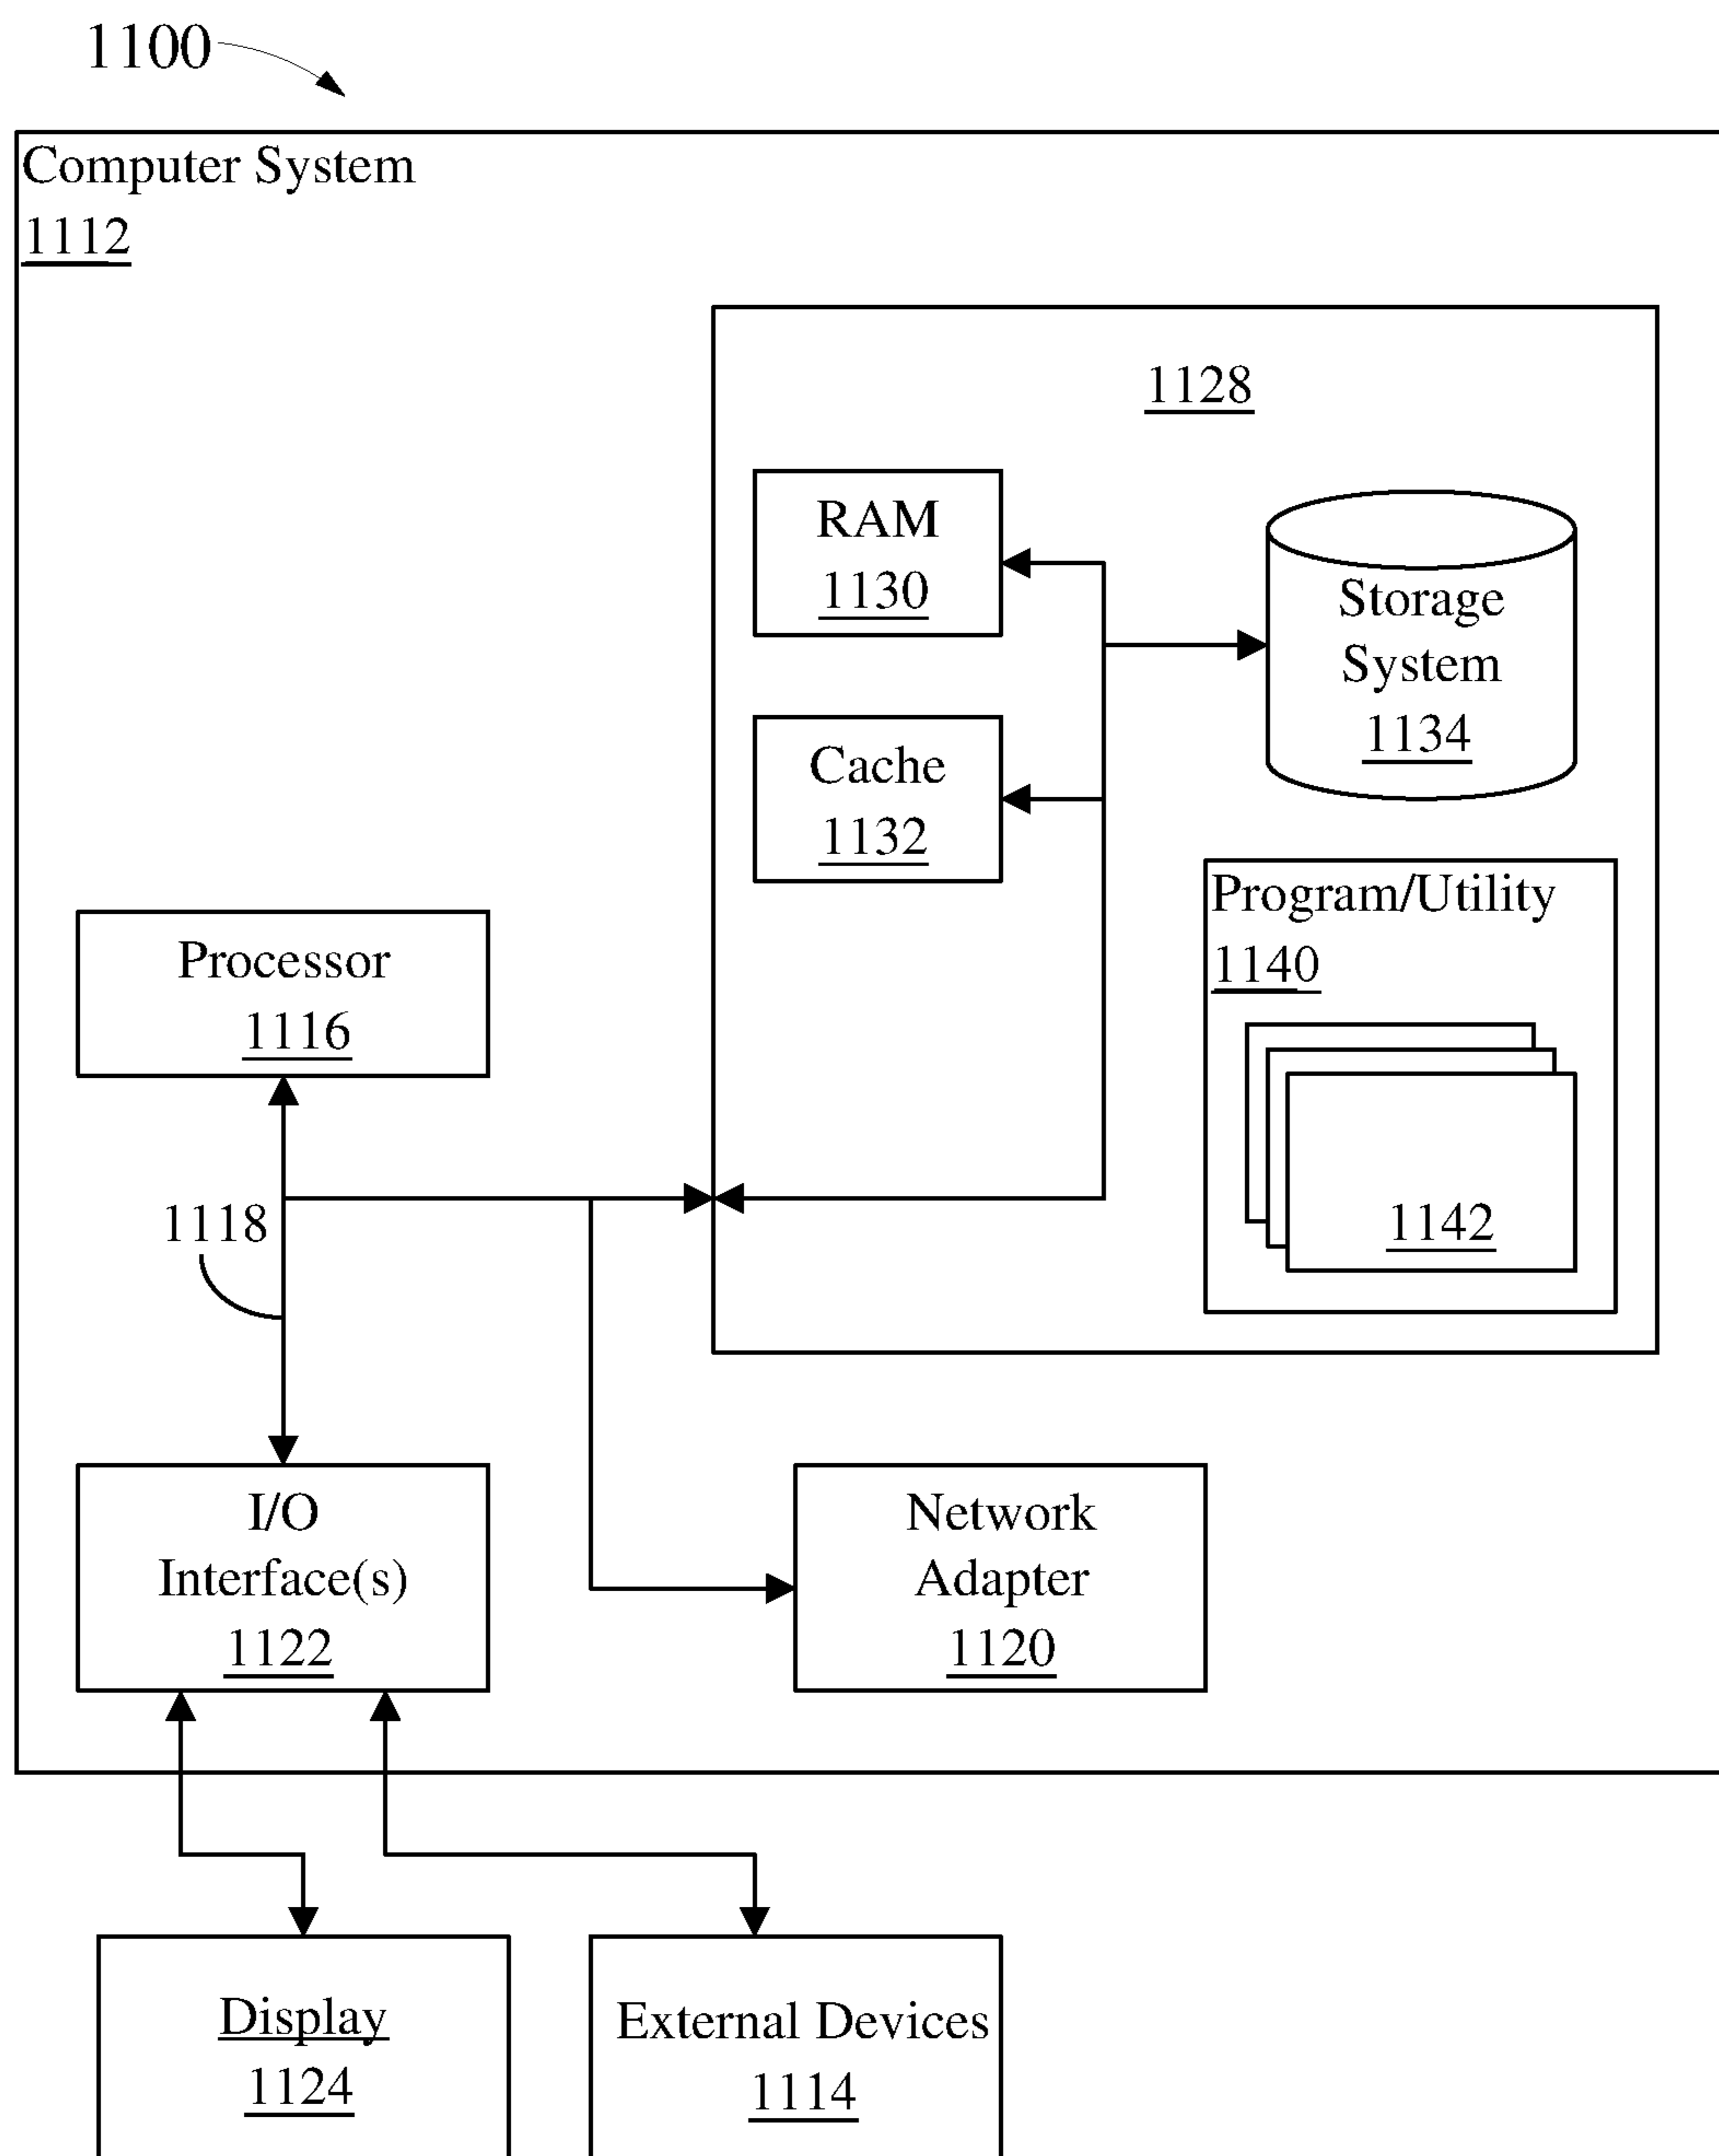 1100
Computer System
1112
1128
RAM
1130
Storage
System
1134
Cache
1132
Program/Utility
1140
1142
Processor
1116
1118
I/O
Interface(s)
1122
Network
Adapter
1120
Display
1124
External Devices
1114